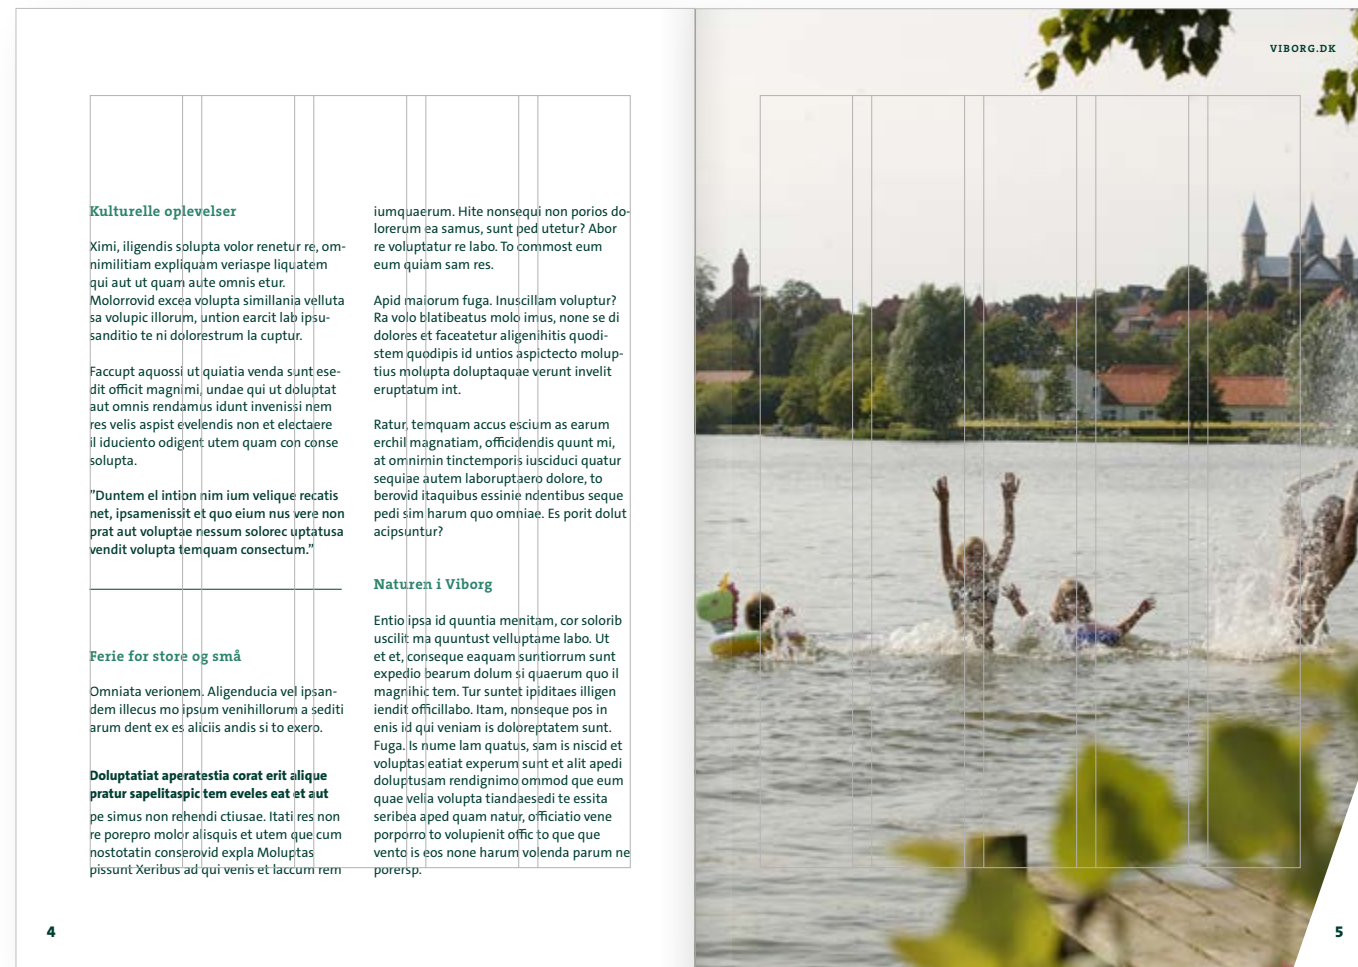 Kulturelle oplevelser
Ximi, iligendis solupta volor renetur re, om-
nimilitiam expliquam veriaspe liquatem
qui aut ut quam aute omnis etur.
Molorrovid excea volupta simillania velluta
sa volupic illorum, untion earcit lab ipsu-
sanditio te ni dolorestrum la cuptur.
Faccupt aquossi ut quiatia venda sunt ese-
dit officit magnimi, undae qui ut doluptat
aut omnis rendamus idunt invenissi nem
res velis aspist evelendis non et electaere
il iduciento odigent utem quam con conse
solupta.
”Duntem el intion nim ium velique recatis
net, ipsamenissit et quo eium nus vere non
prat aut voluptae nessum solorec uptatusa
vendit volupta temquam consectum.”
Ferie for store og små
Omniata verionem. Aligenducia vel ipsan-
dem illecus mo ipsum venihillorum a sediti
arum dent ex es aliciis andis si to exero.
Doluptatiat aperatestia corat erit alique
pratur sapelitaspic tem eveles eat et aut
pe simus non rehendi ctiusae. Itati res non
re porepro molor alisquis et utem que cum
nostotatin conserovid expla Moluptas
pissunt Xeribus ad qui venis et laccum rem
iumquaerum. Hite nonsequi non porios do-
lorerum ea samus, sunt ped utetur? Abor
re voluptatur re labo. To commost eum
eum quiam sam res.
Apid maiorum fuga. Inuscillam voluptur?
Ra volo blatibeatus molo imus, none se di
dolores et faceatetur aligenihitis quodi-
stem quodipis id untios aspictecto molup-
tius molupta doluptaquae verunt invelit
eruptatum int.
Ratur, temquam accus escium as earum
erchil magnatiam, officidendis quunt mi,
at omnimin tinctemporis iusciduci quatur
sequiae autem laboruptaero dolore, to
berovid itaquibus essinie ndentibus seque
pedi sim harum quo omniae. Es porit dolut
acipsuntur?
Naturen i Viborg
Entio ipsa id quuntia menitam, cor solorib
uscilit ma quuntust velluptame labo. Ut
et et, conseque eaquam suntiorrum sunt
expedio bearum dolum si quaerum quo il
magnihic tem. Tur suntet ipiditaes illigen
iendit officillabo. Itam, nonseque pos in
enis id qui veniam is doloreptatem sunt.
Fuga. Is nume lam quatus, sam is niscid et
voluptas eatiat experum sunt et alit apedi
doluptusam rendignimo ommod que eum
quae velia volupta tiandaesedi te essita
seribea aped quam natur, officiatio vene
porporro to volupienit offic to que que
vento is eos none harum volenda parum ne
porersp.
4
VIBORG.DK
5